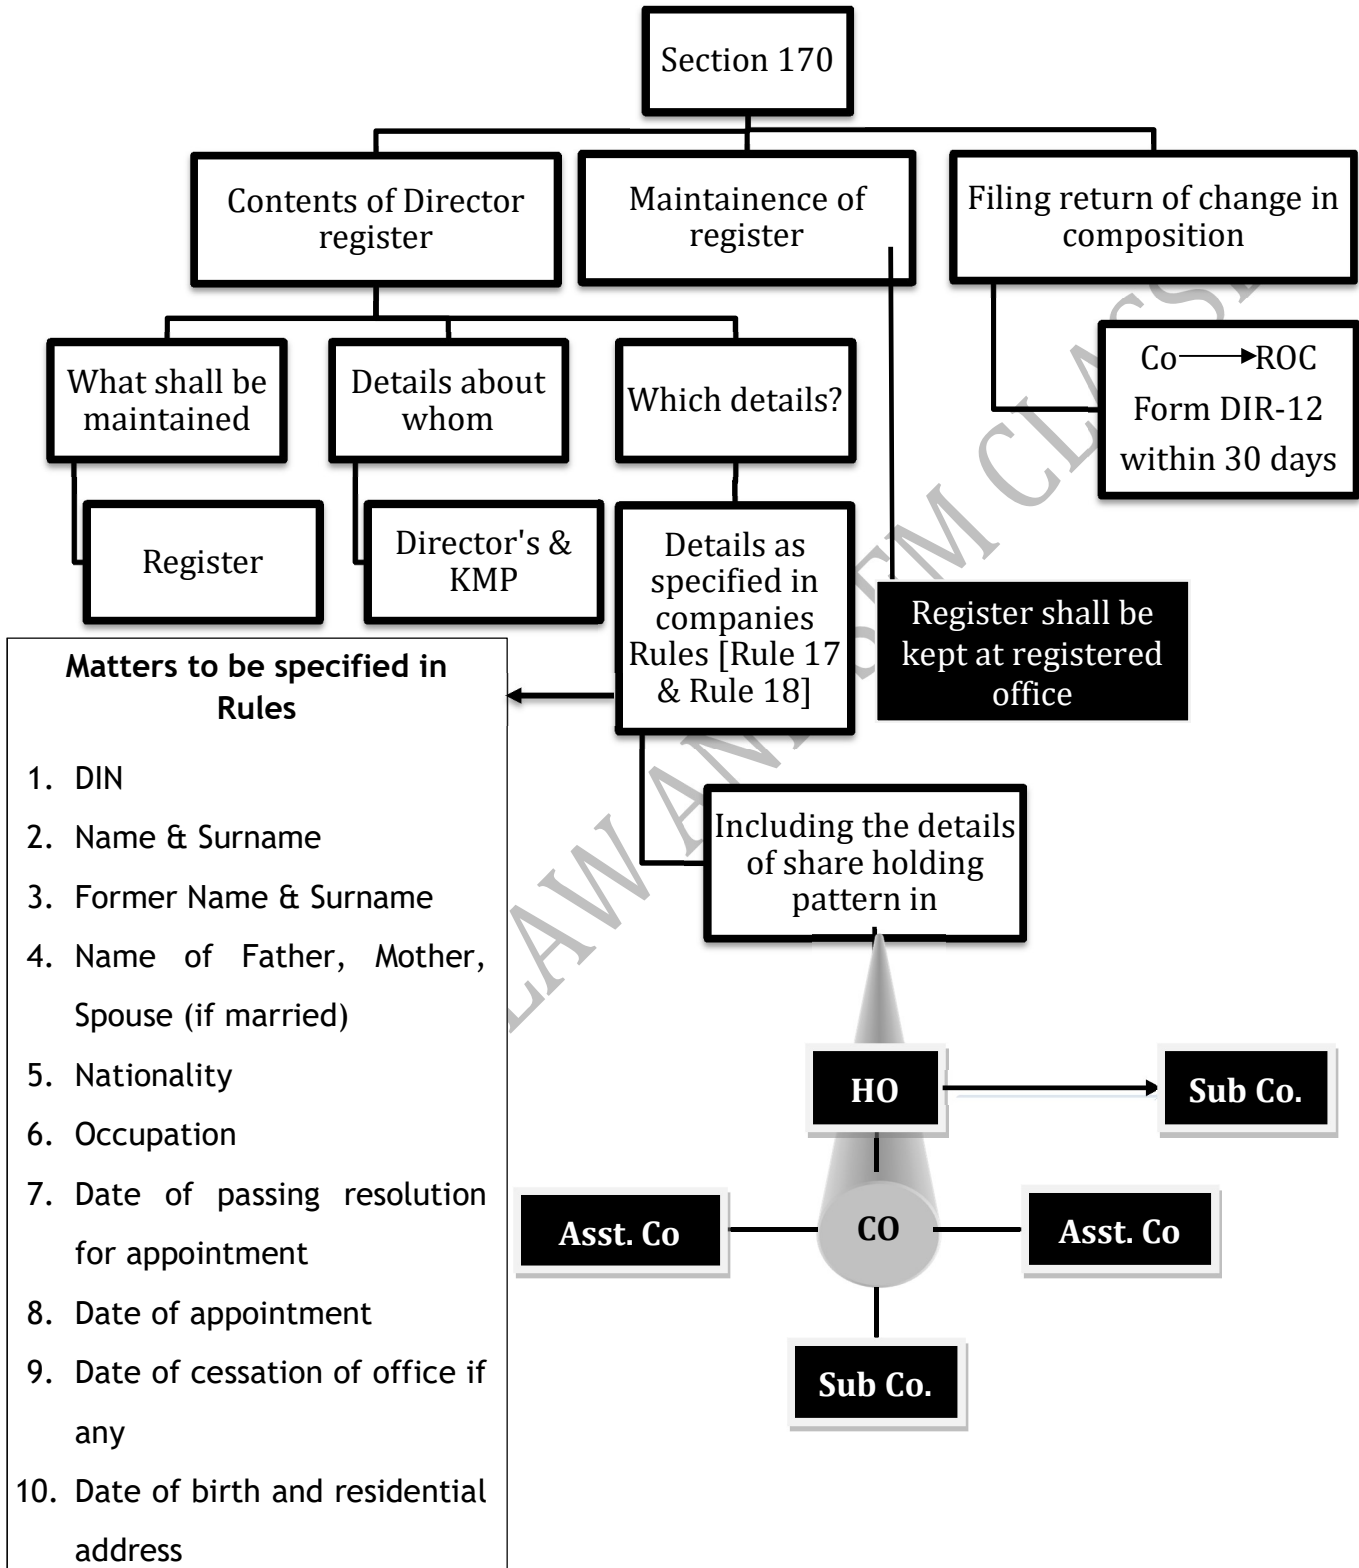 Section 170
Contents of Director
register
Maintainence of
register
Filing return of change in
composition
What shall be
maintained
Details about
whom
Which details?
Co → ROC
Form DIR-12
within 30 days
Register
Director's &
KMP
Details as
specified in
companies
Rules [Rule 17
& Rule 18]
Register shall be
kept at registered
office
Matters to be specified in
Rules
1. DIN
2. Name & Surname
3. Former Name & Surname
4. Name of Father, Mother,
Spouse (if married)
5. Nationality
6. Occupation
7. Date of passing resolution
for appointment
8. Date of appointment
9. Date of cessation of office if
any
10. Date of birth and residential
address
Including the details
of share holding
pattern in
HO
Sub Co.
Asst. Co
CO
Asst. Co
Sub Co.
LAW